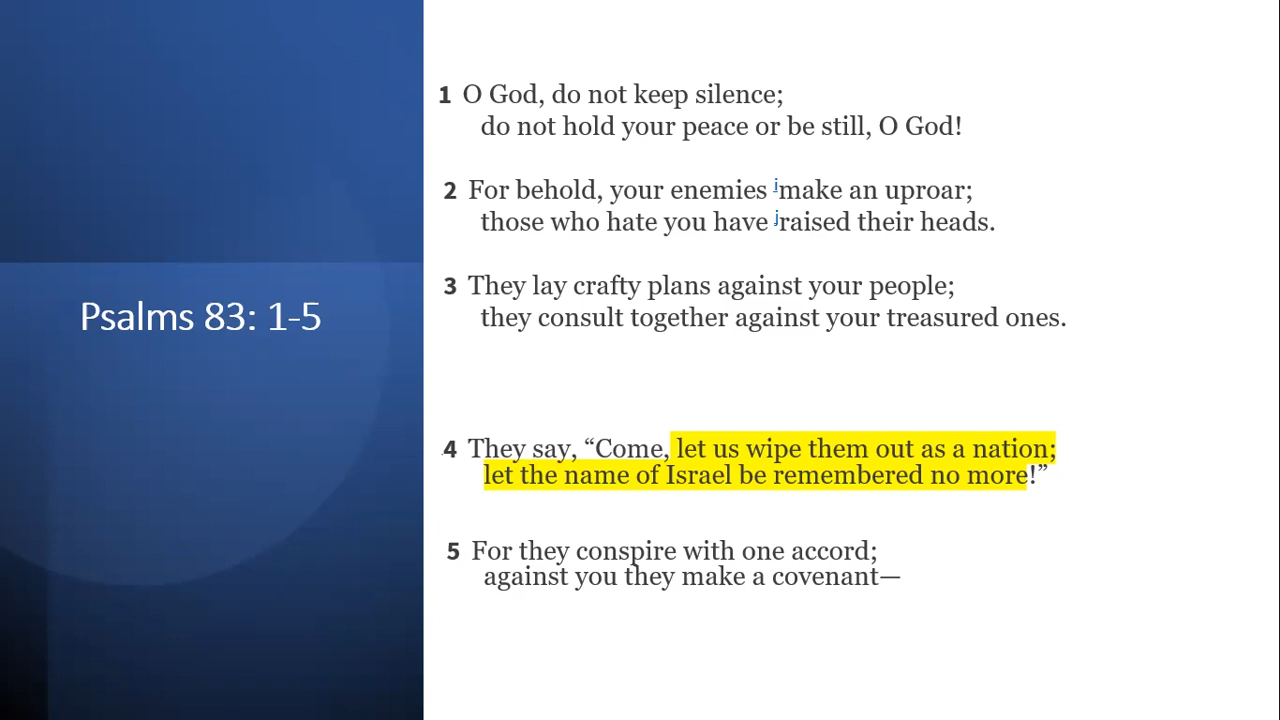 Psalms 83: 1-5
1 O God, do not keep silence;
do not hold your peace or be still, O God!
2 For behold, your enemies imake an uproar;
those who hate you have jraised their heads.
3 They lay crafty plans against your people;
they consult together against your treasured ones.
4 They say, “Come, let us wipe them out as a nation;
let the name of Israel be remembered no more!”
5 For they conspire with one accord;
against you they make a covenant—